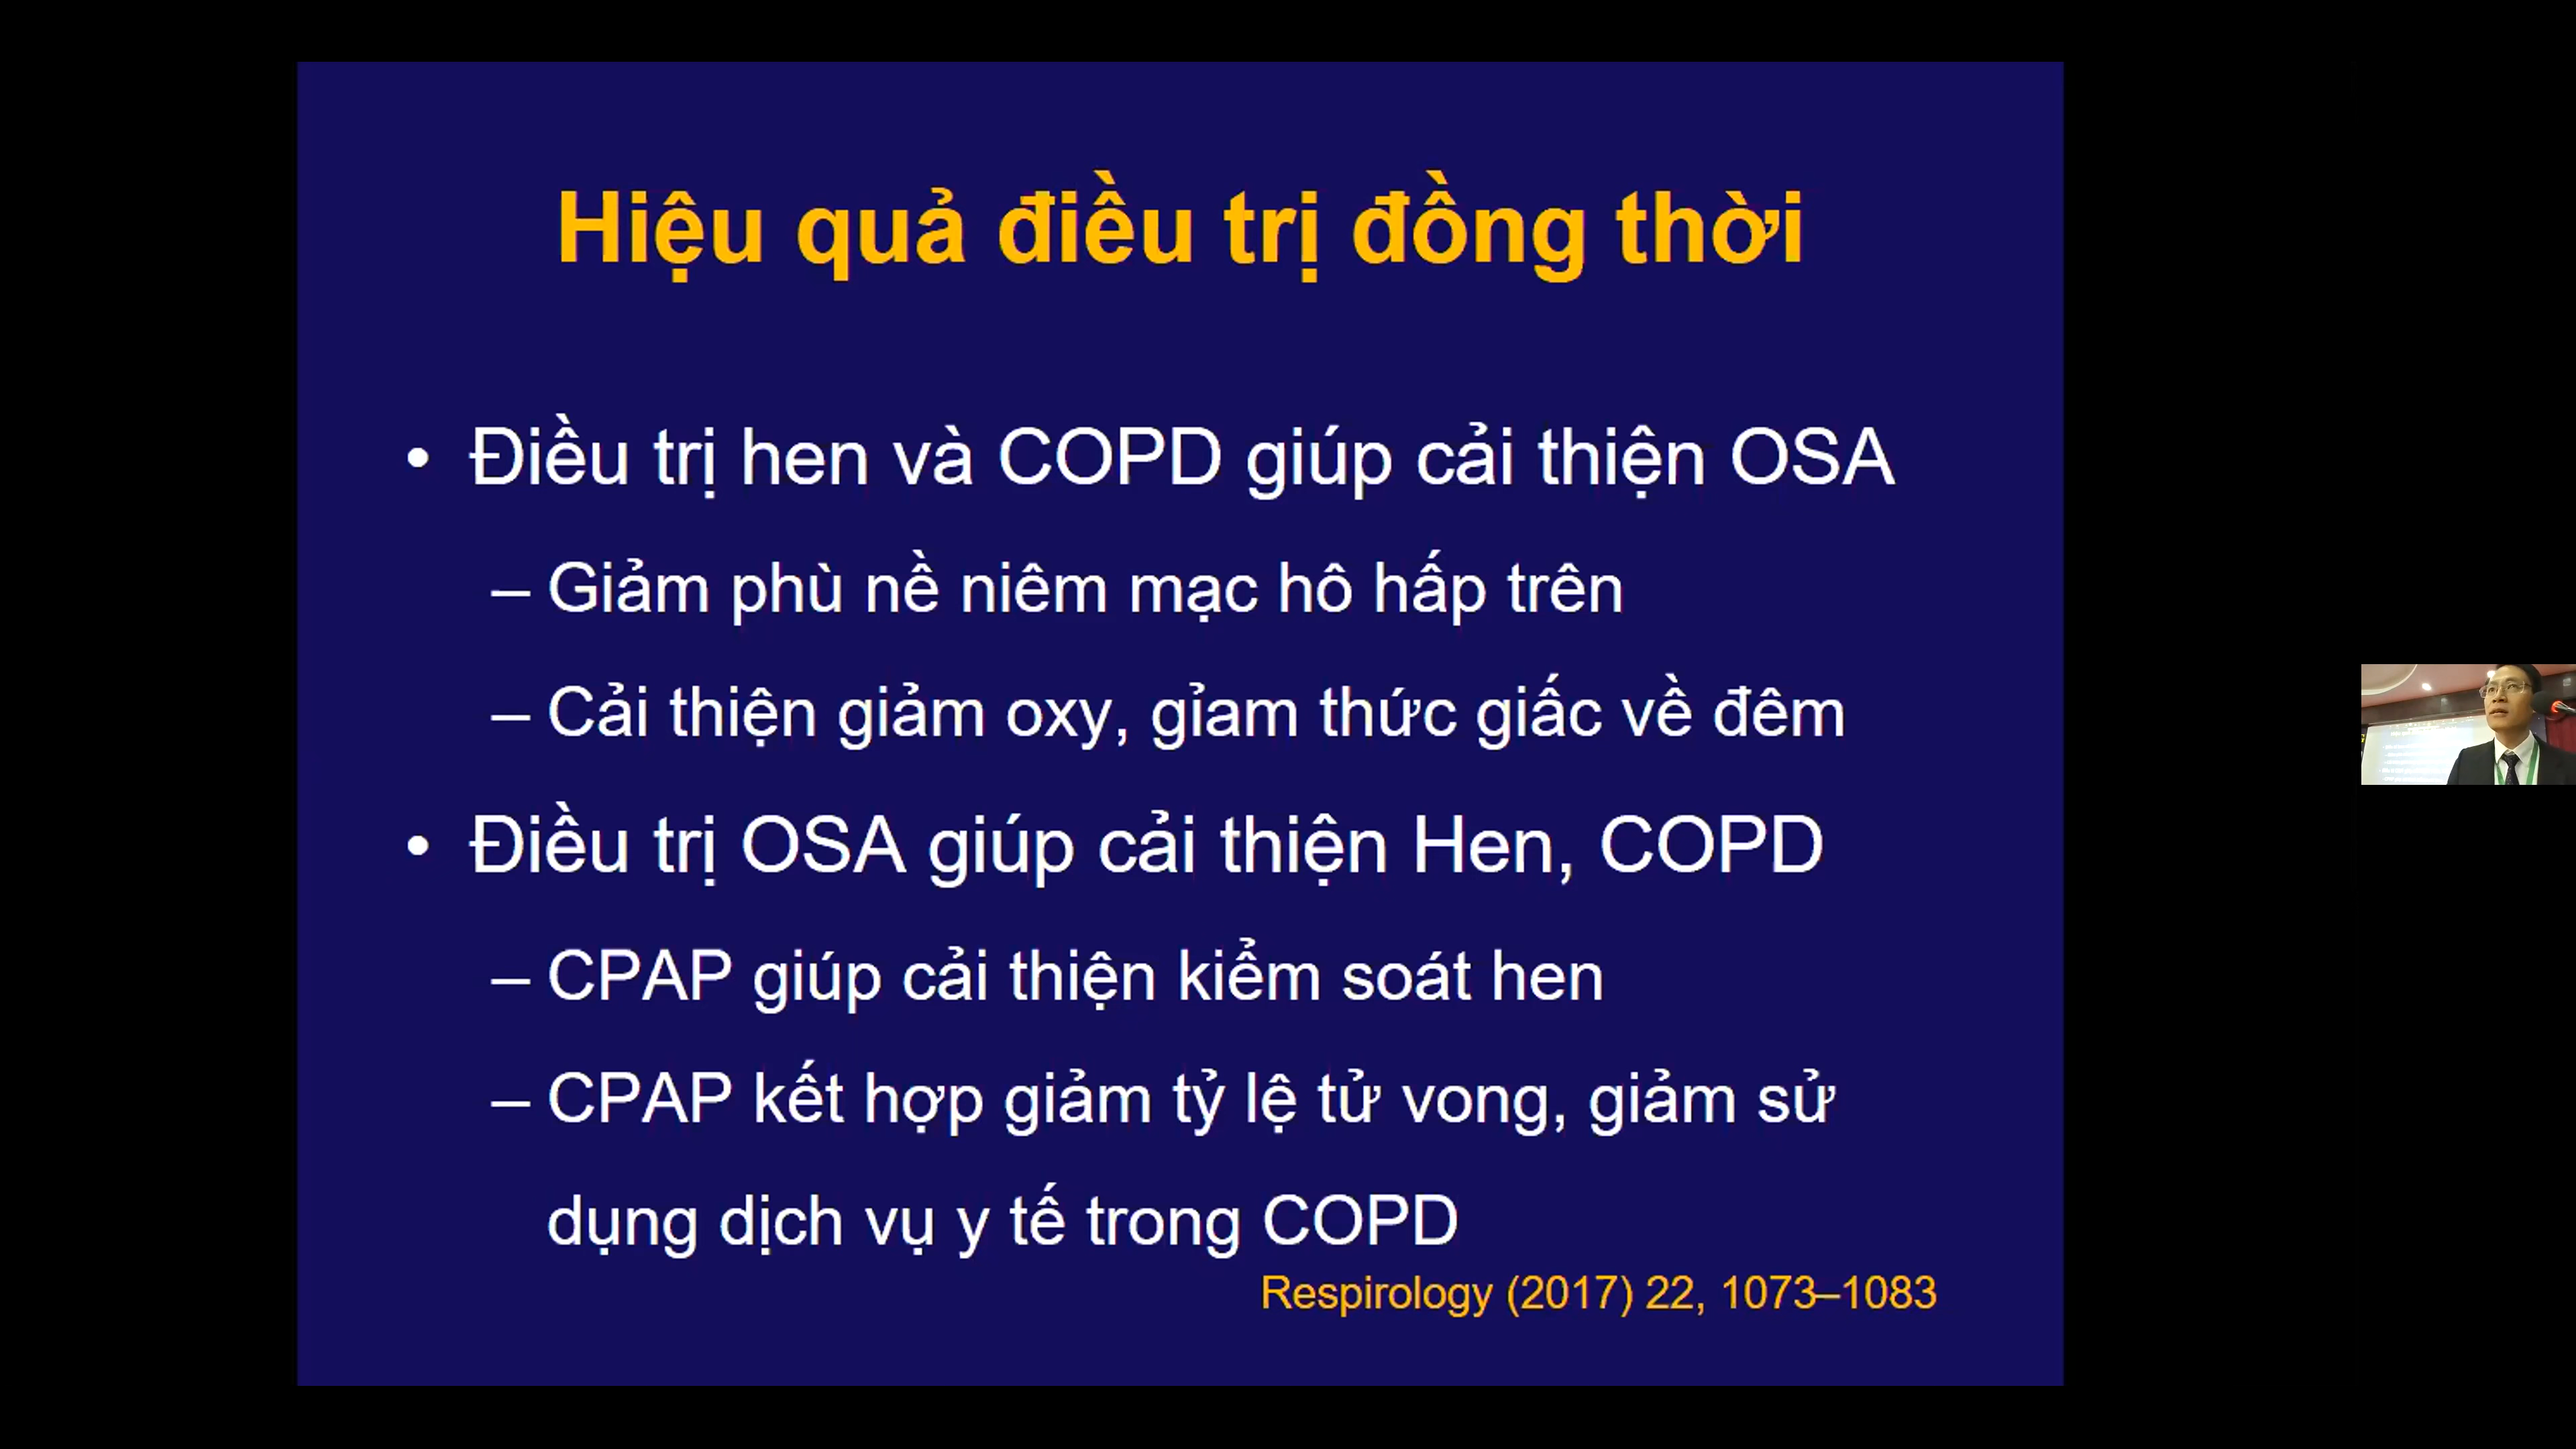 Hiệu quả điều trị đồng thời
• Điều trị hen và COPD giúp cải thiện OSA
– Giảm phù nề niêm mạc hô hấp trên
– Cải thiện giảm oxy, gỉam thức giấc về đêm
• Điều trị OSA giúp cải thiện Hen, COPD
– CPAP giúp cải thiện kiểm soát hen
– CPAP kết hợp giảm tỷ lệ tử vong, giảm sử
dụng dịch vụ y tế trong COPD
Respirology (2017) 22, 1073–1083